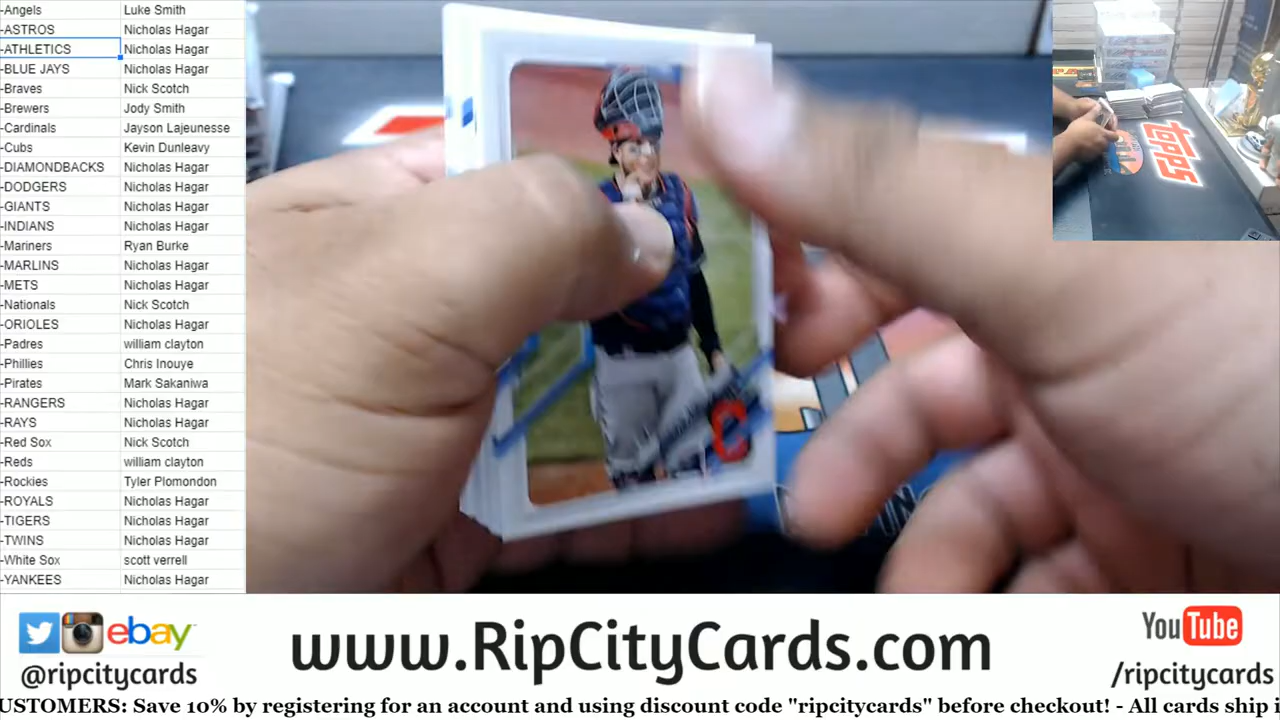 -Angels Luke Smith
-ASTROS Nicholas Hagar
-ATHLETICS Nicholas Hagar
-BLUE JAYS Nicholas Hagar
-Braves Nick Scotch
-Brewers Jody Smith
-Cardinals Jayson Lajeunesse
-Cubs Kevin Dunleavy
-DIAMONDBACKS Nicholas Hagar
-DODGERS Nicholas Hagar
-GIANTS Nicholas Hagar
-INDIANS Nicholas Hagar
-Mariners Ryan Burke
-MARLINS Nicholas Hagar
-METS Nicholas Hagar
-Nationals Nick Scotch
-ORIOLES Nicholas Hagar
-Padres william clayton
-Phillies Chris Inouye
-Pirates Mark Sakaniwa
-RANGERS Nicholas Hagar
-RAYS Nicholas Hagar
-Red Sox Nick Scotch
-Reds william clayton
-Rockies Tyler Plomondon
-ROYALS Nicholas Hagar
-TIGERS Nicholas Hagar
-TWINS Nicholas Hagar
-White Sox scott verrell
-YANKEES Nicholas Hagar
topps
C
ebay
@ripcitycards
www.RipCityCards.com
You Tube
/ripcitycards
USTOMERS: Save 10% by registering for an account and using discount code "ripcitycards" before checkout! - All cards ship